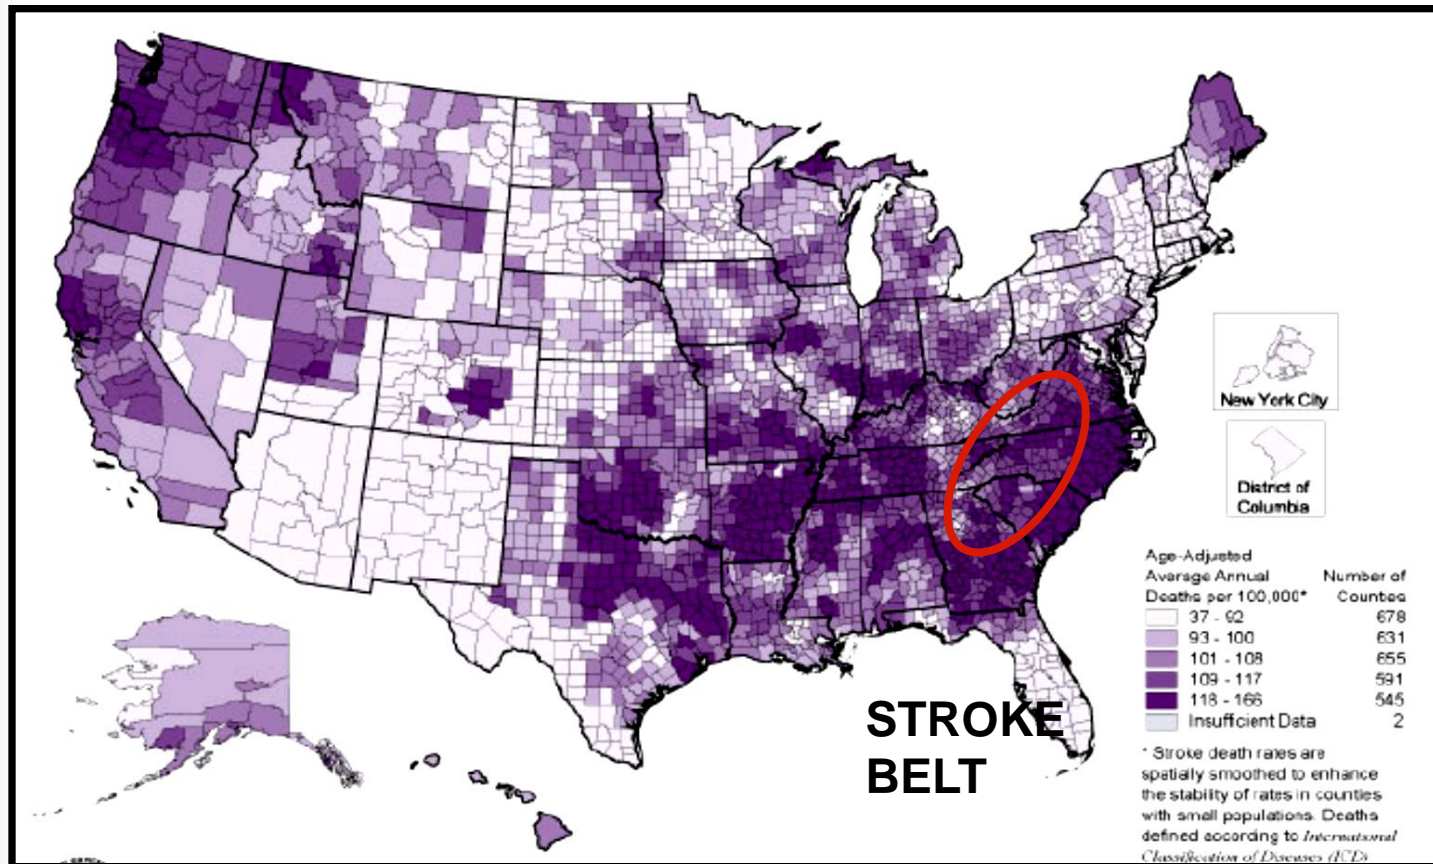 New York City
District of
Columbia
Age-Adjusted
Average Annual
Deaths per 100,000*
Number of
Counties
37 - 92 678
93 - 100 631
101 - 108 655
109 - 117 591
118 - 166 545
Insufficient Data 2
STROKE
BELT
* Stroke death rates are
spatially smoothed to enhance
the stability of rates in counties
with small populations. Deaths
defined according to International
Classification of Diseases (ICD)